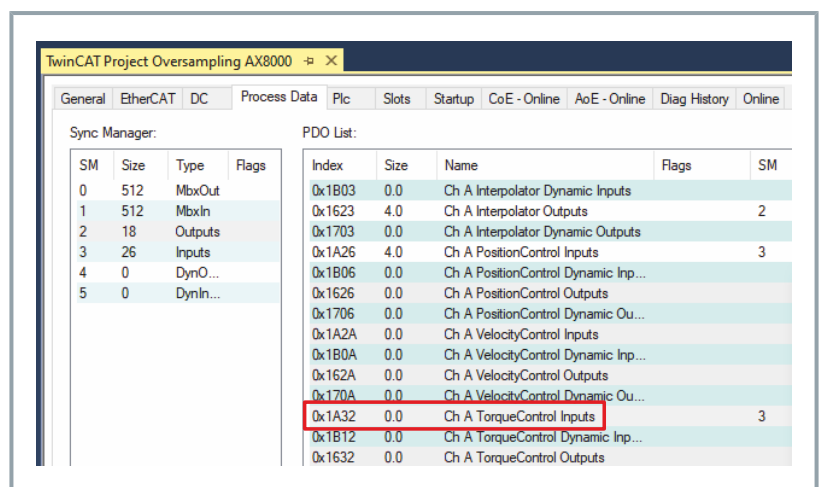 TwinCAT Project Oversampling AX8000
General EtherCAT DC Process Data Plc Slots Startup CoE - Online AoE - Online Diag History Online
Sync Manager: PDO List:
SM Size Type Flags Index Size Name Flags SM
0 512 MbxOut 0x1B03 0.0 Ch A Interpolator Dynamic Inputs
1 512 MbxIn 0x1623 4.0 Ch A Interpolator Outputs 2
2 18 Outputs 0x1703 0.0 Ch A Interpolator Dynamic Outputs
3 26 Inputs 0x1A26 4.0 Ch A PositionControl Inputs 3
4 0 DynO... 0x1B06 0.0 Ch A PositionControl Dynamic Inp...
5 0 DynIn... 0x1626 0.0 Ch A PositionControl Outputs
0x1706 0.0 Ch A PositionControl Dynamic Ou...
0x1A2A 0.0 Ch A VelocityControl Inputs
0x1B0A 0.0 Ch A VelocityControl Dynamic Inp...
0x162A 0.0 Ch A VelocityControl Outputs
0x170A 0.0 Ch A VelocityControl Dynamic Ou...
0x1A32 0.0 Ch A TorqueControl Inputs 3
0x1B12 0.0 Ch A TorqueControl Dynamic Inp...
0x1632 0.0 Ch A TorqueControl Outputs